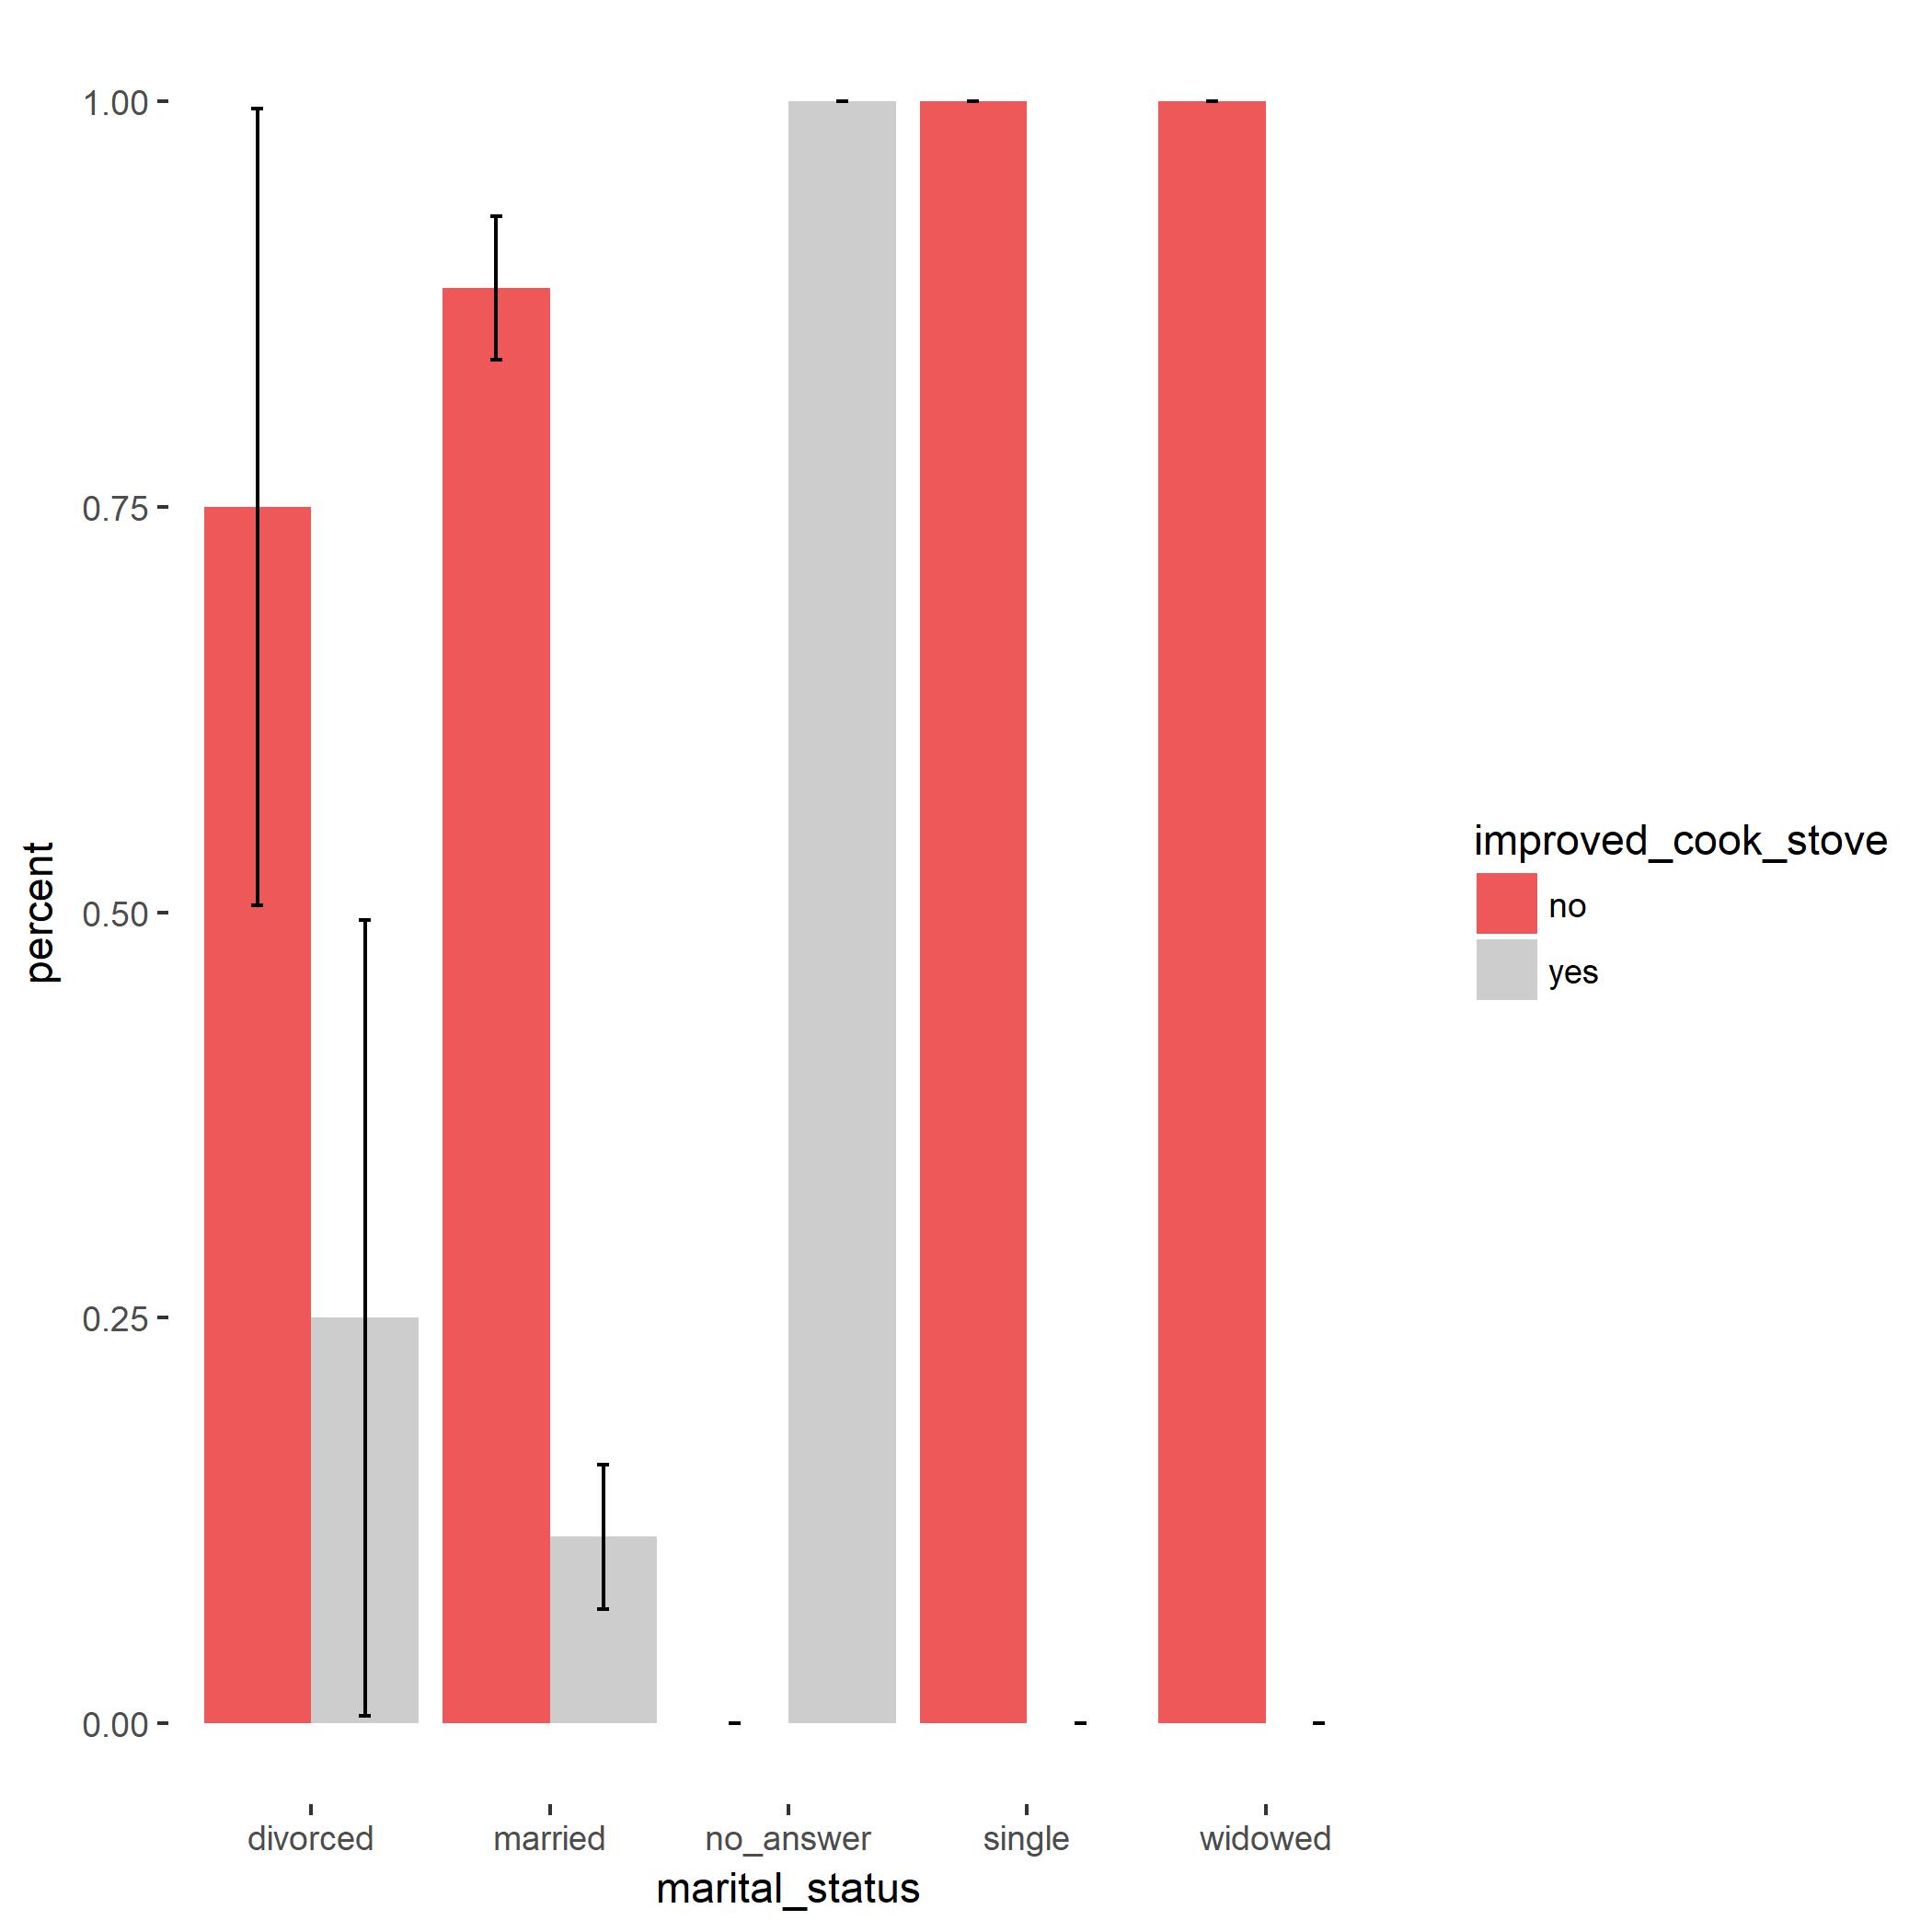 1.00
0.75
0.50
0.25
0.00
percent
divorced married no_answer single widowed
marital_status
improved_cook_stove
no
yes